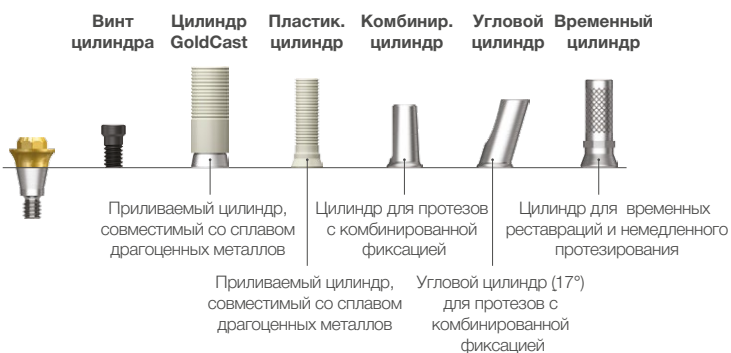 Винт
цилиндра
Цилиндр
GoldCast
Пластик.
цилиндр
Комбинир.
цилиндр
Угловой
цилиндр
Временный
цилиндр
Приливаемый цилиндр,
совместимый со сплавом
драгоценных металлов
Цилиндр для протезов
с комбинированной
фиксацией
Цилиндр для временных
реставраций и немедленного
протезирования
Приливаемый цилиндр,
совместимый со сплавом
драгоценных металлов
Угловой цилиндр (17°)
для протезов с
комбинированной
фиксацией